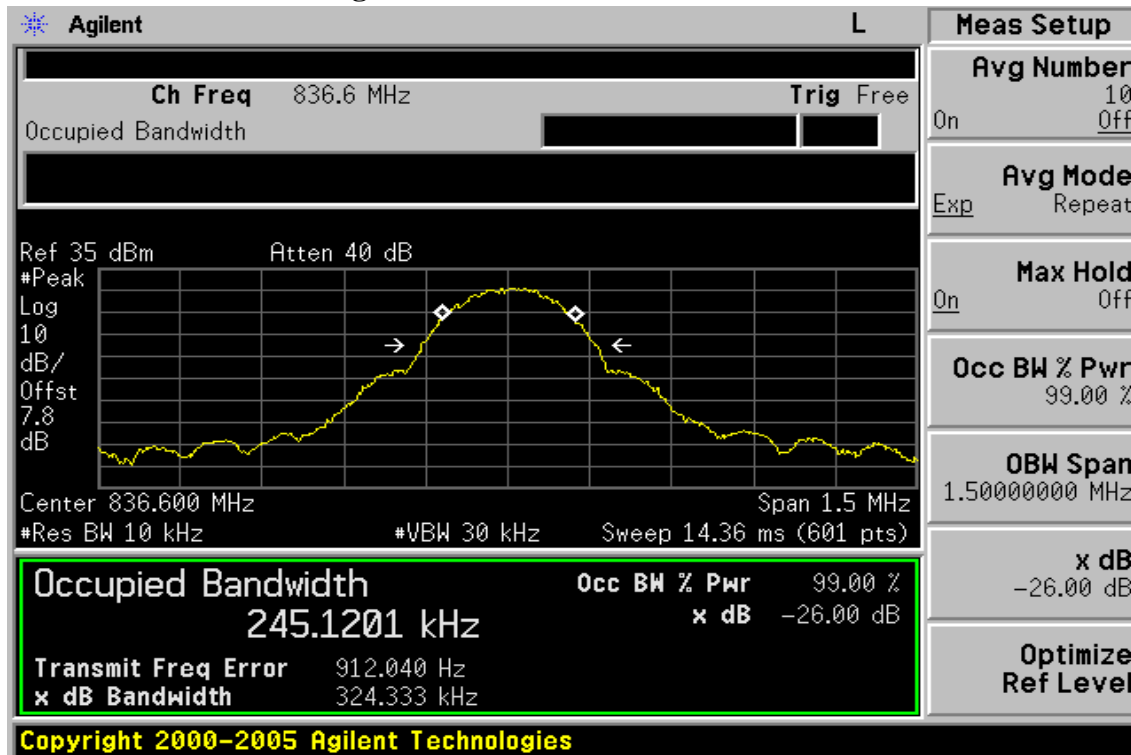 Agilent L Meas Setup
Ch Freq 836.6 MHz Trig Free
Occupied Bandwidth
Avg Number
10
On Off
Avg Mode
Exp Repeat
Max Hold
On Off
Occ BW % Pwr
99.00 %
OBW Span
1.50000000 MHz
x dB
-26.00 dB
Optimize
Ref Level
Ref 35 dBm Atten 40 dB
#Peak
Log
10
dB/
Offst
7.8
dB
Center 836.600 MHz Span 1.5 MHz
#Res BW 10 kHz #VBW 30 kHz Sweep 14.36 ms (601 pts)
Occupied Bandwidth Occ BW % Pwr 99.00 %
245.1201 kHz x dB -26.00 dB
Transmit Freq Error 912.040 Hz
x dB Bandwidth 324.333 kHz
Copyright 2000-2005 Agilent Technologies